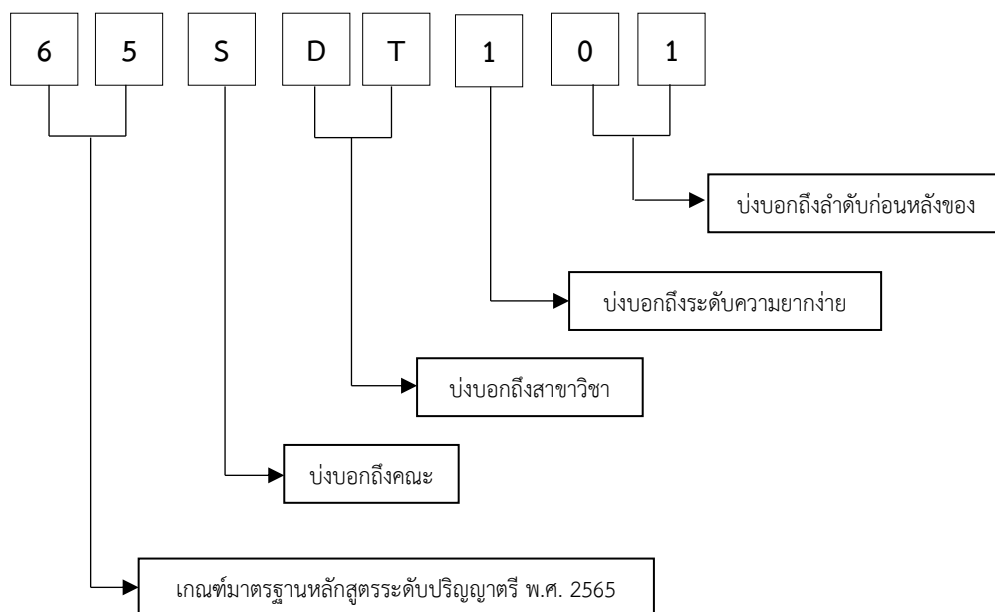 6 5 S D T 1 0 1
บ่งบอกถึงลำดับก่อนหลังของ
บ่งบอกถึงระดับความยากง่าย
บ่งบอกถึงสาขาวิชา
บ่งบอกถึงคณะ
เกณฑ์มาตรฐานหลักสูตรระดับปริญญาตรี พ.ศ. 2565